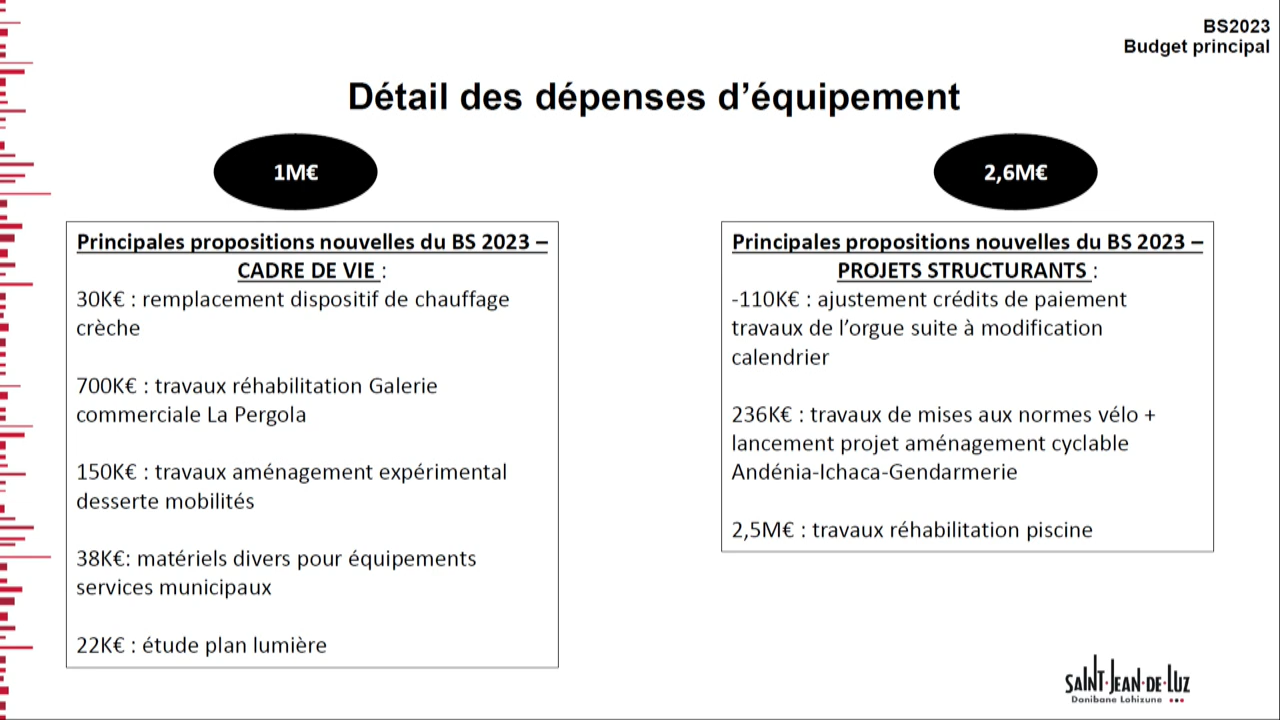 BS2023
Budget principal
Détail des dépenses d’équipement
1M€
Principales propositions nouvelles du BS 2023 –
CADRE DE VIE :
30K€ : remplacement dispositif de chauffage
crèche
700K€ : travaux réhabilitation Galerie
commerciale La Pergola
150K€ : travaux aménagement expérimental
desserte mobilités
38K€: matériels divers pour équipements
services municipaux
22K€ : étude plan lumière
2,6M€
Principales propositions nouvelles du BS 2023 –
PROJETS STRUCTURANTS :
-110K€ : ajustement crédits de paiement
travaux de l’orgue suite à modification
calendrier
236K€ : travaux de mises aux normes vélo +
lancement projet aménagement cyclable
Andénia-Ichaca-Gendarmerie
2,5M€ : travaux réhabilitation piscine
SAINT·JEAN·DE·LUZ
Donibane Lohizune